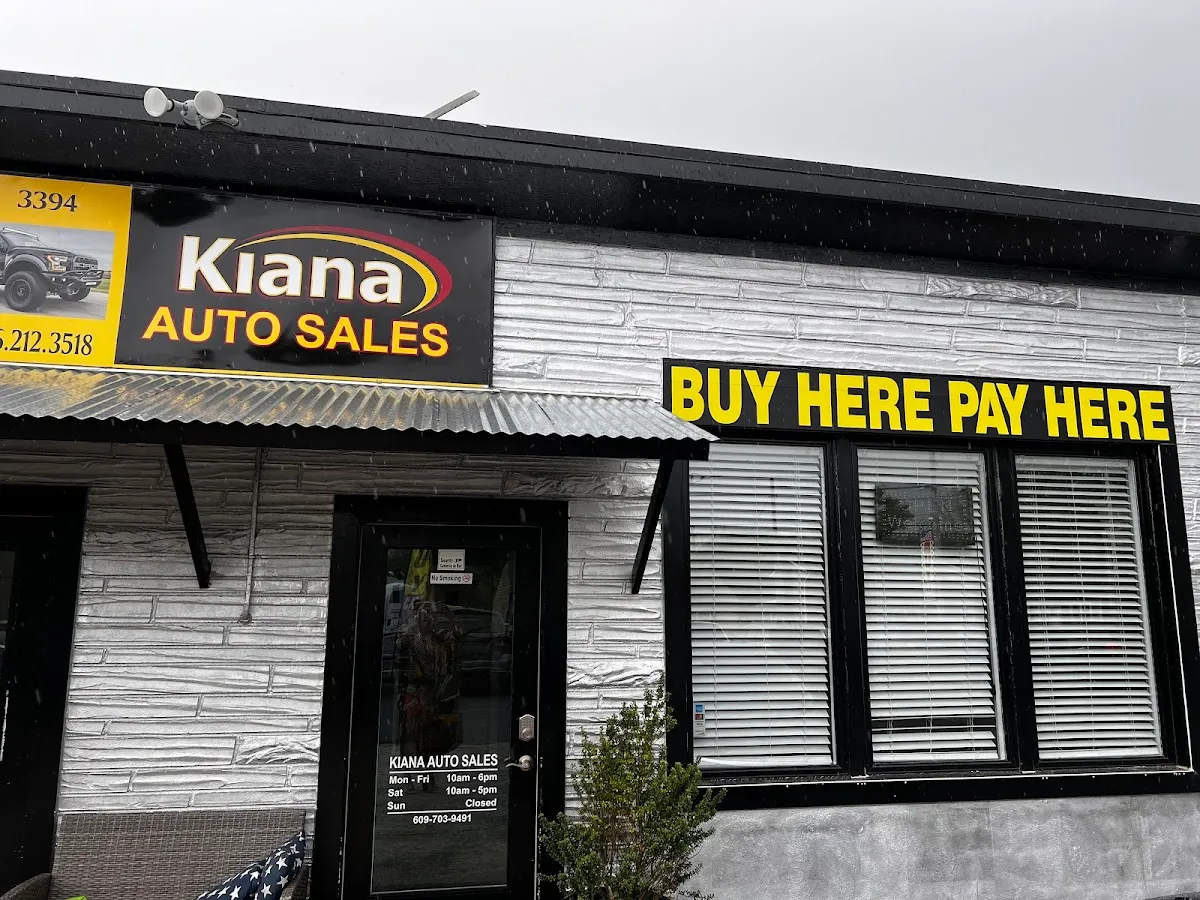 3394
6.212.3518
Kiana
AUTO SALES
BUY HERE PAY HERE
No Smoking
KIANA AUTO SALES
Mon - Fri 10am - 6pm
Sat 10am - 5pm
Sun Closed
609-703-9491